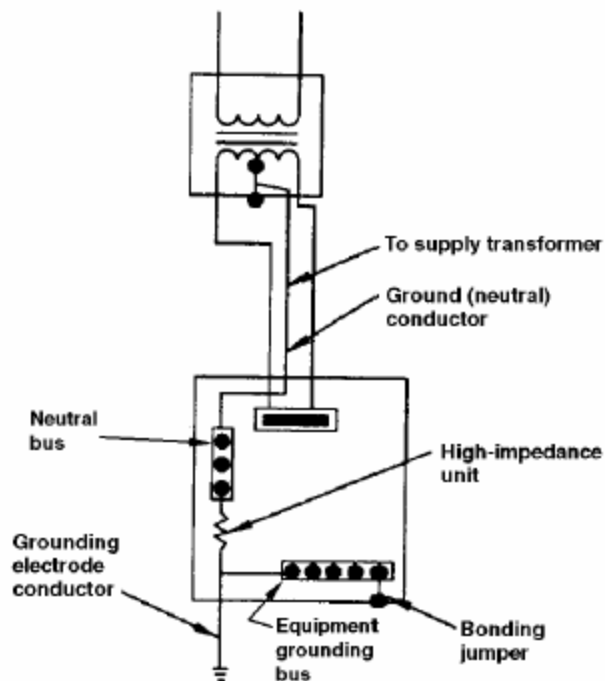 To supply transformer
Ground (neutral)
conductor
Neutral
bus
High-impedance
unit
Grounding
electrode
conductor
Equipment
grounding
bus
Bonding
jumper